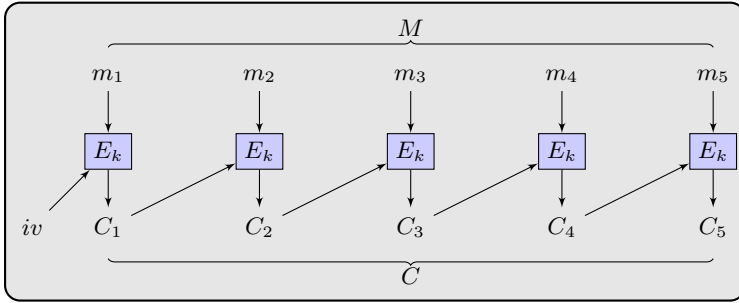 M
m₁ m₂ m₃ m₄ m₅
Eₖ Eₖ Eₖ Eₖ Eₖ
iv C₁ C₂ C₃ C₄ C₅
C